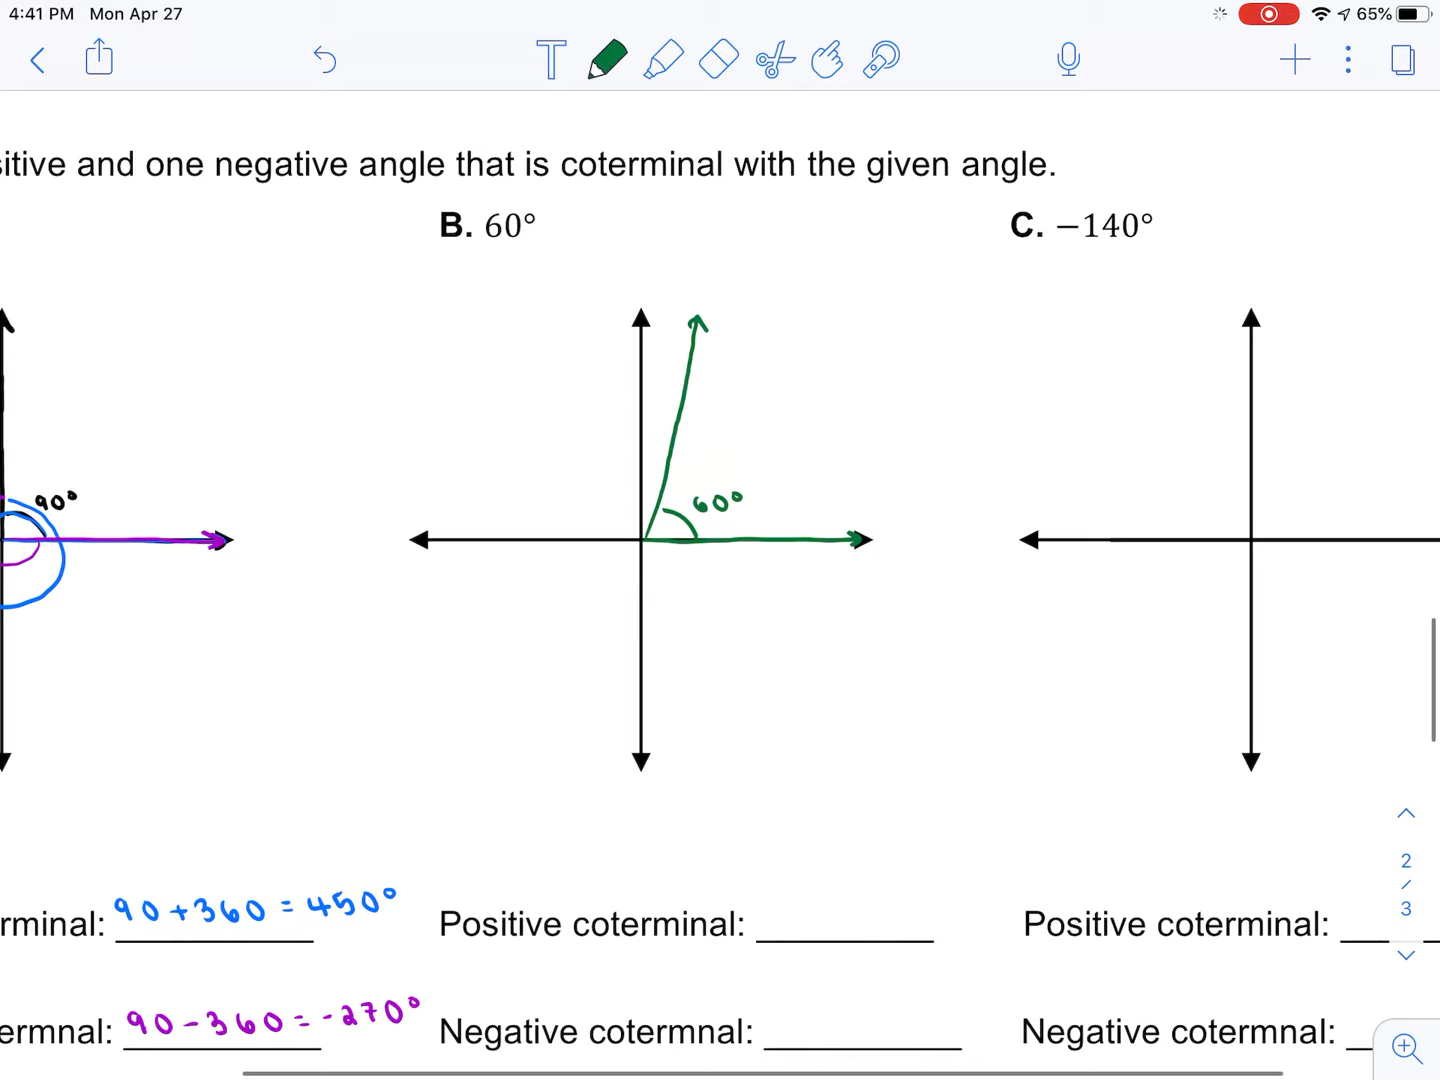 4:41 PM Mon Apr 27 65%
sitive and one negative angle that is coterminal with the given angle.
B. 60° C. −140°
90°
60°
2
/
3
rminal: 90 + 360 = 450° Positive coterminal: Positive coterminal:
ermnal: 90 - 360 = -270° Negative cotermnal: Negative cotermnal: